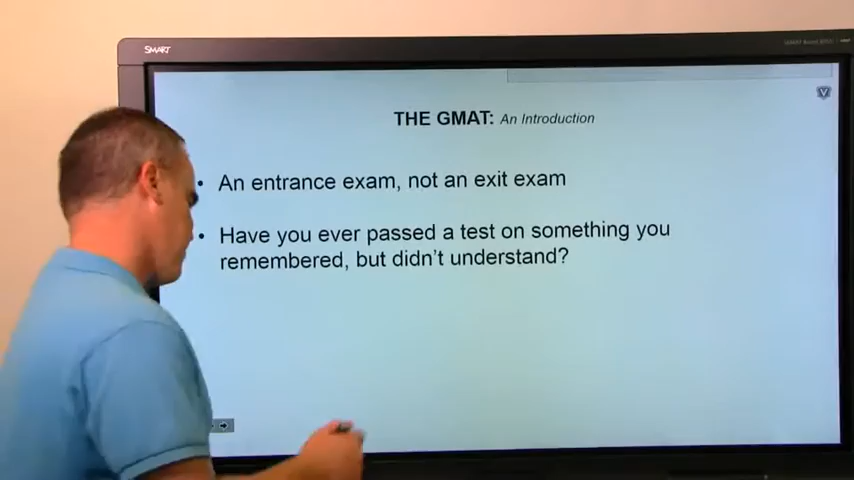 SMART
THE GMAT: An Introduction
• An entrance exam, not an exit exam
• Have you ever passed a test on something you
remembered, but didn't understand?